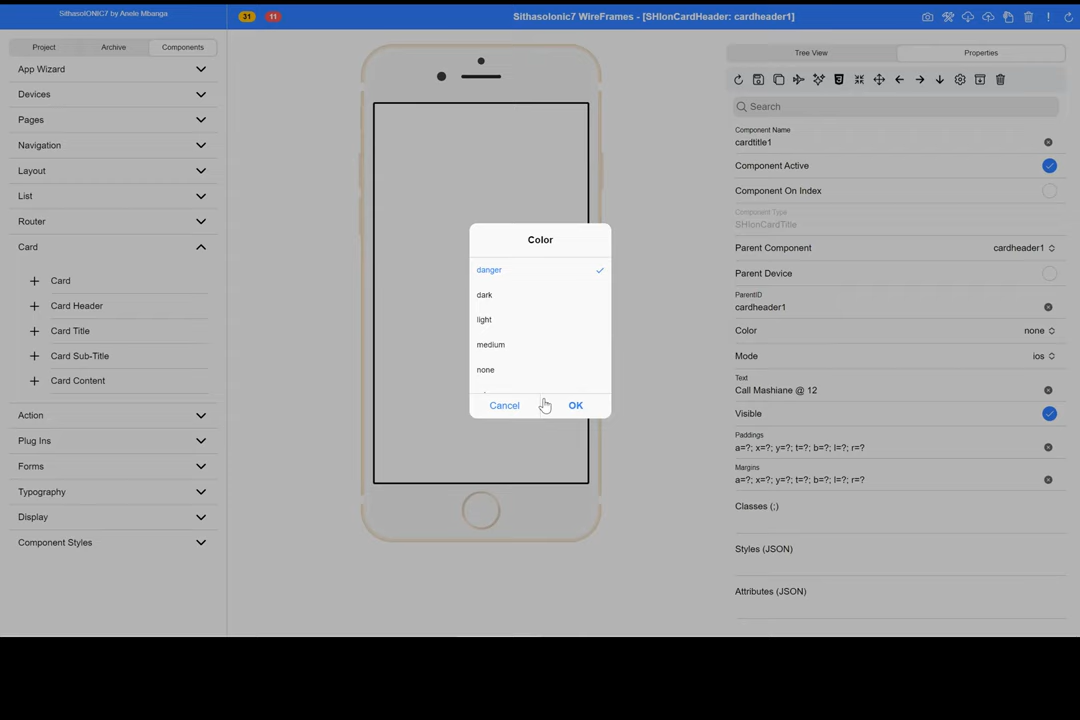 SithasoIONIC7 by Anele Mbanga
31
11
SithasoIonic7 WireFrames - [SHIonCardHeader: cardheader1]
Project
Archive
Components
App Wizard
Devices
Pages
Navigation
Layout
List
Router
Card
Card
Card Header
Card Title
Card Sub-Title
Card Content
Action
Plug Ins
Forms
Typography
Display
Component Styles
Color
danger
dark
light
medium
none
Cancel
OK
Tree View
Properties
Search
Component Name
cardtitle1
Component Active
Component On Index
Component Type
SHIonCardTitle
Parent Component
cardheader1
Parent Device
ParentID
cardheader1
Color
none
Mode
ios
Text
Call Mashiane @ 12
Visible
Paddings
a=?; x=?; y=?; t=?; b=?; l=?; r=?
Margins
a=?; x=?; y=?; t=?; b=?; l=?; r=?
Classes (;)
Styles (JSON)
Attributes (JSON)